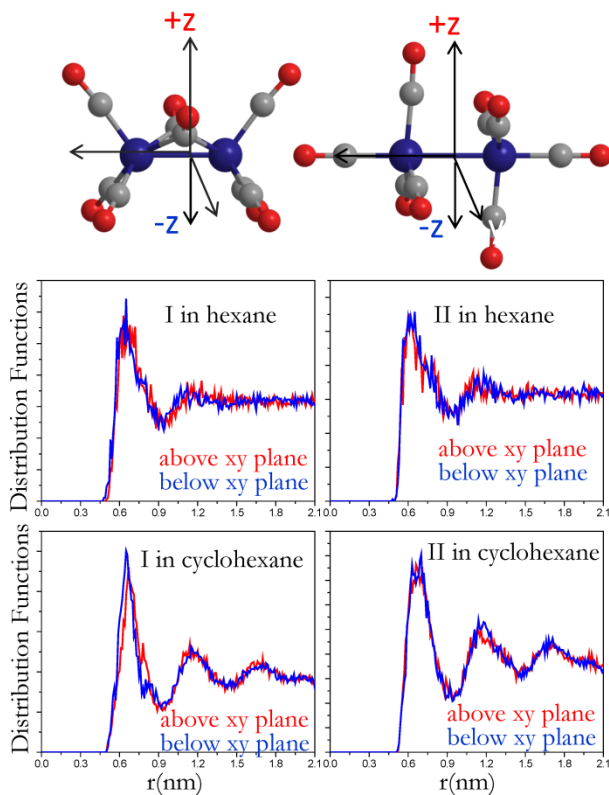 +z +z
-z -z
Distribution Functions
I in hexane
above xy plane
below xy plane
0.0 0.3 0.6 0.9 1.2 1.5 1.8 2.1
II in hexane
above xy plane
below xy plane
0.0 0.3 0.6 0.9 1.2 1.5 1.8 2.1
Distribution Functions
I in cyclohexane
above xy plane
below xy plane
0.0 0.3 0.6 0.9 1.2 1.5 1.8 2.1
r(nm)
II in cyclohexane
above xy plane
below xy plane
0.0 0.3 0.6 0.9 1.2 1.5 1.8 2.1
r(nm)